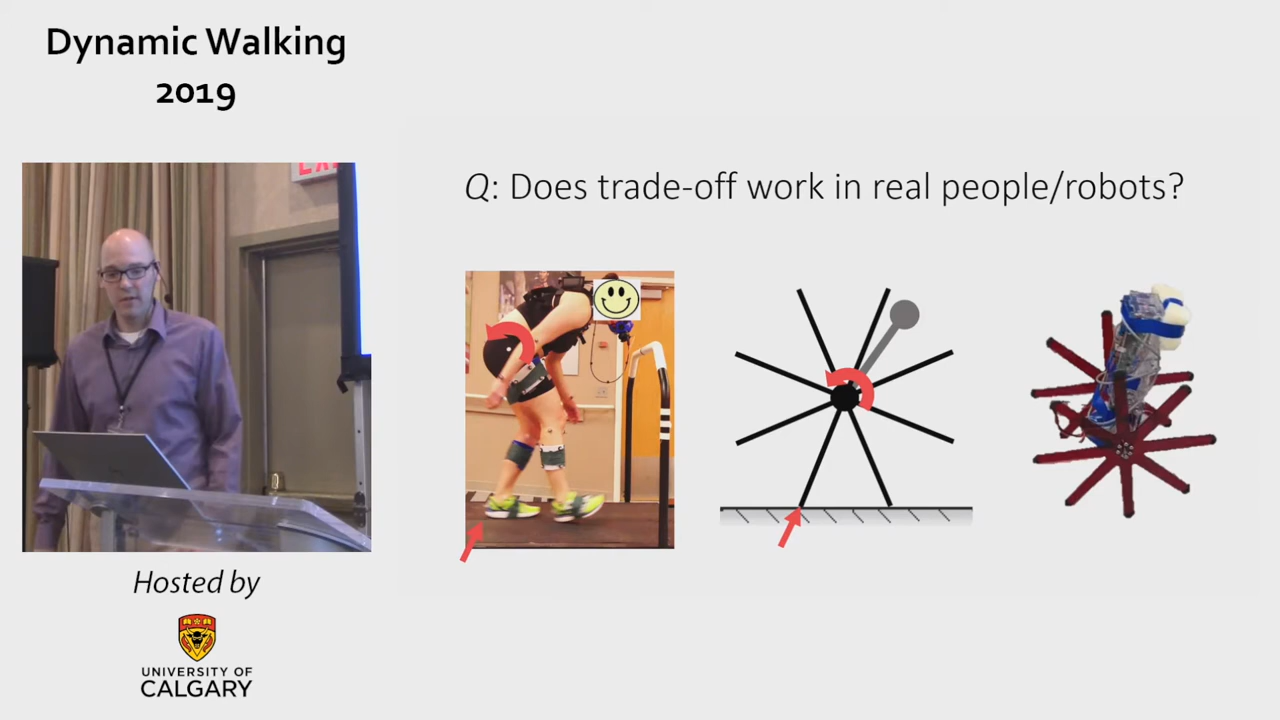 Dynamic Walking
2019
Q: Does trade-off work in real people/robots?
Hosted by
UNIVERSITY OF
CALGARY